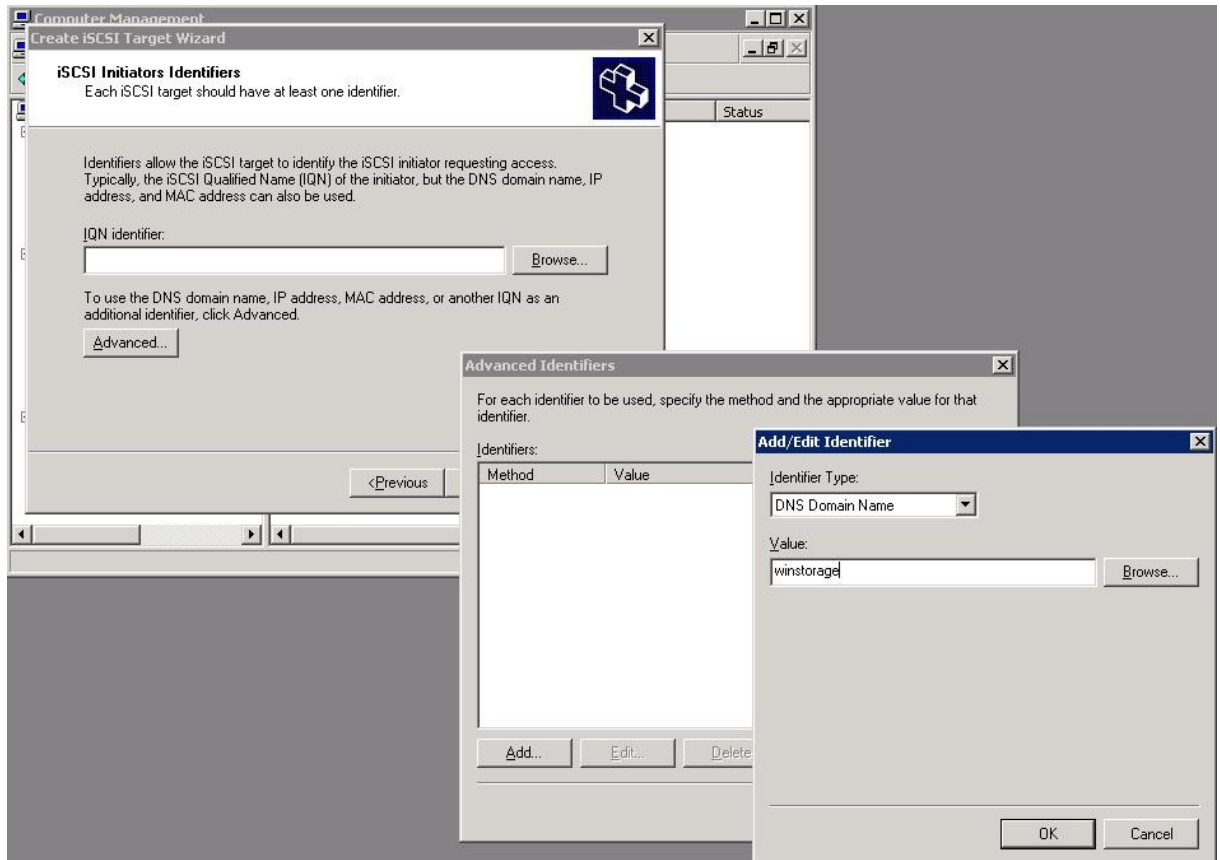 Computer Management
Create iSCSI Target Wizard
iSCSI Initiators Identifiers
Each iSCSI target should have at least one identifier.
Status
Identifiers allow the iSCSI target to identify the iSCSI initiator requesting access.
Typically, the iSCSI Qualified Name (IQN) of the initiator, but the DNS domain name, IP
address, and MAC address can also be used.
IQN identifier:
Browse...
To use the DNS domain name, IP address, MAC address, or another IQN as an
additional identifier, click Advanced.
Advanced...
<Previous
Advanced Identifiers
For each identifier to be used, specify the method and the appropriate value for that
identifier.
Identifiers:
Method Value
Add... Edit... Delete
Add/Edit Identifier
Identifier Type:
DNS Domain Name
Value:
winstorage
Browse...
OK Cancel